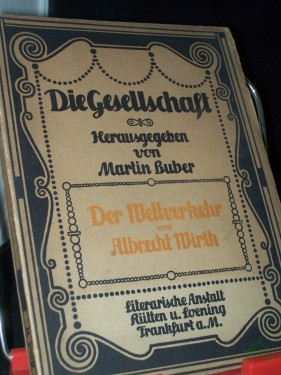 Die Gesellschaft
Herausgegeben
von
Martin Buber
Der Weltverkehr
von
Albrecht Wirth
Literarische Anstalt
Rütten u. Loening
Frankfurt a. M.